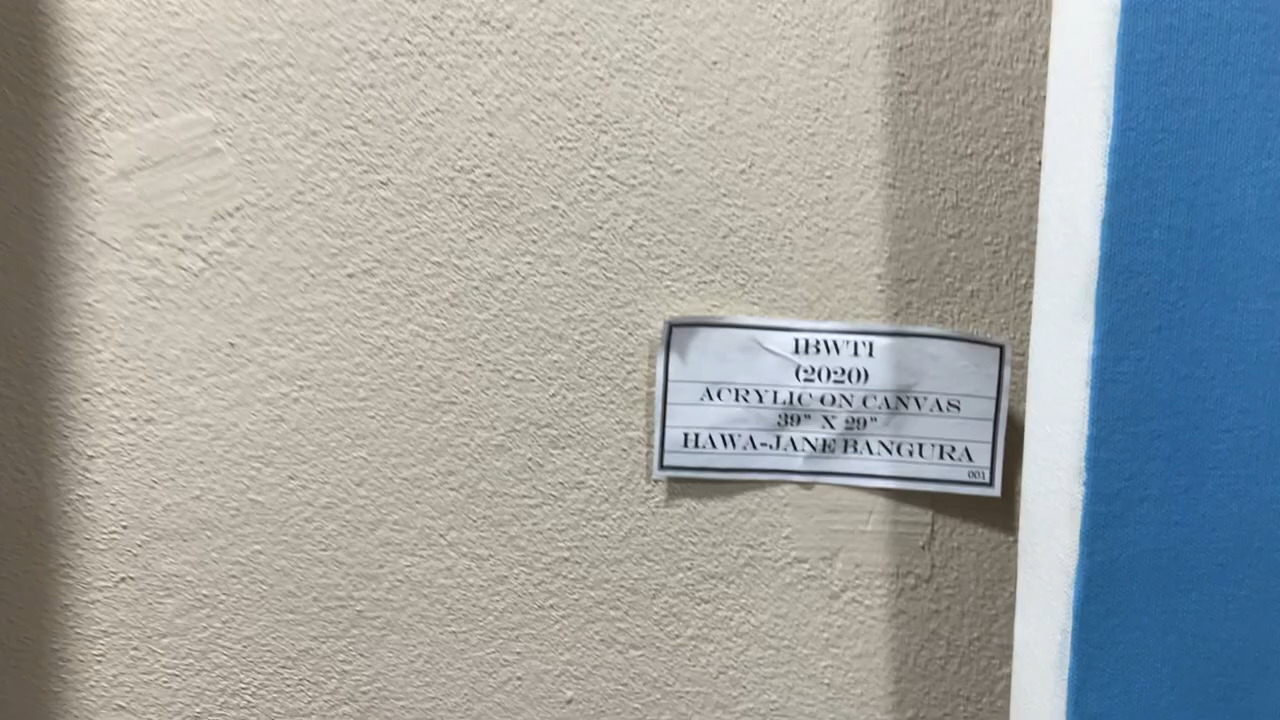 IBWTI
(2020)
ACRYLIC ON CANVAS
39" X 29"
HAWA-JANE BANGURA
001